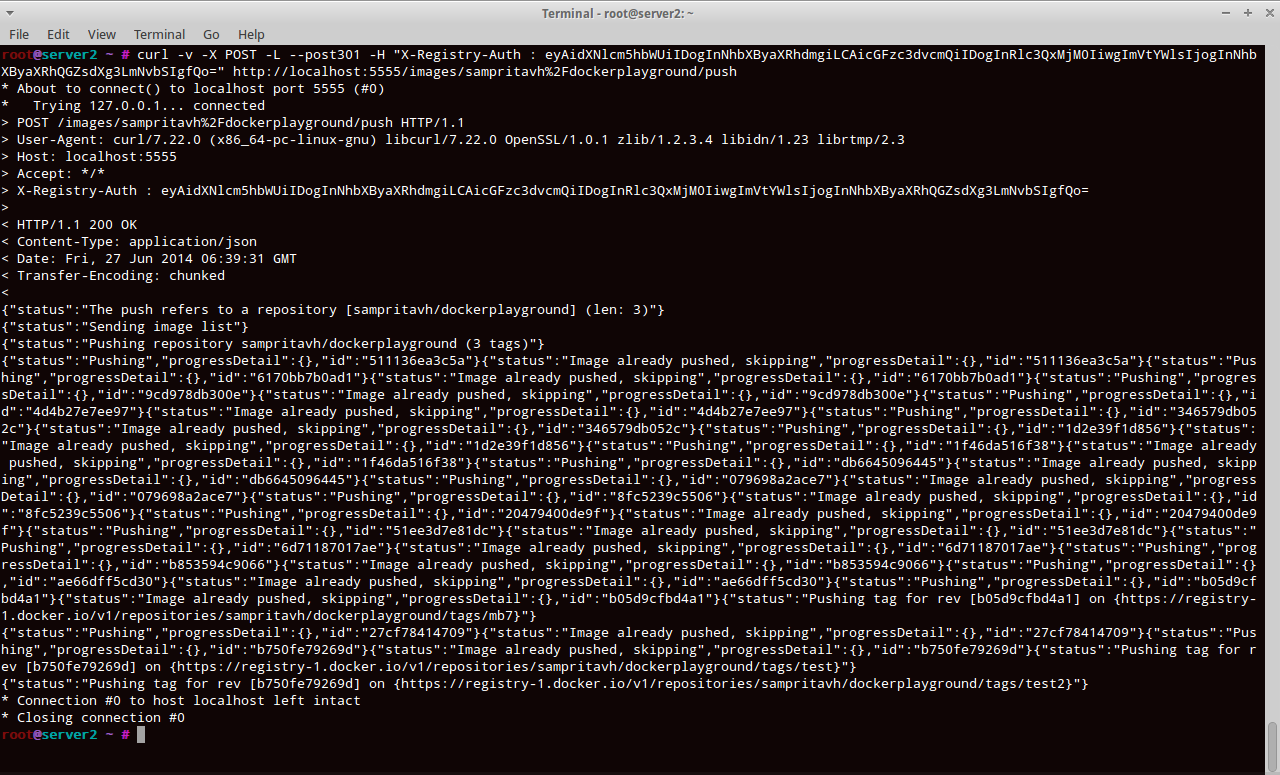 Terminal - root@server2: ~
File Edit View Terminal Go Help
root@server2 ~ # curl -v -X POST -L --post301 -H "X-Registry-Auth : eyAidXNlcm5hbWUiIDogInNhbXByaXRhdmgiLCAicGFzc3dvcmQiIDogInRlc3QxMjM0IiwgImVtYWlsIjogInNhb
XByaXRhQGZsdXg3LmNvbSIgfQo=" http://localhost:5555/images/sampritavh%2Fdockerplayground/push
* About to connect() to localhost port 5555 (#0)
*   Trying 127.0.0.1... connected
> POST /images/sampritavh%2Fdockerplayground/push HTTP/1.1
> User-Agent: curl/7.22.0 (x86_64-pc-linux-gnu) libcurl/7.22.0 OpenSSL/1.0.1 zlib/1.2.3.4 libidn/1.23 librtmp/2.3
> Host: localhost:5555
> Accept: */*
> X-Registry-Auth : eyAidXNlcm5hbWUiIDogInNhbXByaXRhdmgiLCAicGFzc3dvcmQiIDogInRlc3QxMjM0IiwgImVtYWlsIjogInNhbXByaXRhQGZsdXg3LmNvbSIgfQo=
>
< HTTP/1.1 200 OK
< Content-Type: application/json
< Date: Fri, 27 Jun 2014 06:39:31 GMT
< Transfer-Encoding: chunked
<
{"status":"The push refers to a repository [sampritavh/dockerplayground] (len: 3)"}
{"status":"Sending image list"}
{"status":"Pushing repository sampritavh/dockerplayground (3 tags)"}
{"status":"Pushing","progressDetail":{},"id":"511136ea3c5a"}{"status":"Image already pushed, skipping","progressDetail":{},"id":"511136ea3c5a"}{"status":"Pus
hing","progressDetail":{},"id":"6170bb7b0ad1"}{"status":"Image already pushed, skipping","progressDetail":{},"id":"6170bb7b0ad1"}{"status":"Pushing","progres
sDetail":{},"id":"9cd978db300e"}{"status":"Image already pushed, skipping","progressDetail":{},"id":"9cd978db300e"}{"status":"Pushing","progressDetail":{},"i
d":"4d4b27e7ee97"}{"status":"Image already pushed, skipping","progressDetail":{},"id":"4d4b27e7ee97"}{"status":"Pushing","progressDetail":{},"id":"346579db05
2c"}{"status":"Image already pushed, skipping","progressDetail":{},"id":"346579db052c"}{"status":"Pushing","progressDetail":{},"id":"1d2e39f1d856"}{"status":
"Image already pushed, skipping","progressDetail":{},"id":"1d2e39f1d856"}{"status":"Pushing","progressDetail":{},"id":"1f46da516f38"}{"status":"Image already
 pushed, skipping","progressDetail":{},"id":"1f46da516f38"}{"status":"Pushing","progressDetail":{},"id":"db6645096445"}{"status":"Image already pushed, skipp
ing","progressDetail":{},"id":"db6645096445"}{"status":"Pushing","progressDetail":{},"id":"079698a2ace7"}{"status":"Image already pushed, skipping","progress
Detail":{},"id":"079698a2ace7"}{"status":"Pushing","progressDetail":{},"id":"8fc5239c5506"}{"status":"Image already pushed, skipping","progressDetail":{},"id
":"8fc5239c5506"}{"status":"Pushing","progressDetail":{},"id":"20479400de9f"}{"status":"Image already pushed, skipping","progressDetail":{},"id":"20479400de9
f"}{"status":"Pushing","progressDetail":{},"id":"51ee3d7e81dc"}{"status":"Image already pushed, skipping","progressDetail":{},"id":"51ee3d7e81dc"}{"status":"
Pushing","progressDetail":{},"id":"6d71187017ae"}{"status":"Image already pushed, skipping","progressDetail":{},"id":"6d71187017ae"}{"status":"Pushing","prog
ressDetail":{},"id":"b853594c9066"}{"status":"Image already pushed, skipping","progressDetail":{},"id":"b853594c9066"}{"status":"Pushing","progressDetail":{}
,"id":"ae66dff5cd30"}{"status":"Image already pushed, skipping","progressDetail":{},"id":"ae66dff5cd30"}{"status":"Pushing","progressDetail":{},"id":"b05d9cf
bd4a1"}{"status":"Image already pushed, skipping","progressDetail":{},"id":"b05d9cfbd4a1"}{"status":"Pushing tag for rev [b05d9cfbd4a1] on {https://registry-
1.docker.io/v1/repositories/sampritavh/dockerplayground/tags/mb7}"}
{"status":"Pushing","progressDetail":{},"id":"27cf78414709"}{"status":"Image already pushed, skipping","progressDetail":{},"id":"27cf78414709"}{"status":"Pus
hing","progressDetail":{},"id":"b750fe79269d"}{"status":"Image already pushed, skipping","progressDetail":{},"id":"b750fe79269d"}{"status":"Pushing tag for r
ev [b750fe79269d] on {https://registry-1.docker.io/v1/repositories/sampritavh/dockerplayground/tags/test}"}
{"status":"Pushing tag for rev [b750fe79269d] on {https://registry-1.docker.io/v1/repositories/sampritavh/dockerplayground/tags/test2}"}
* Connection #0 to host localhost left intact
* Closing connection #0
root@server2 ~ #